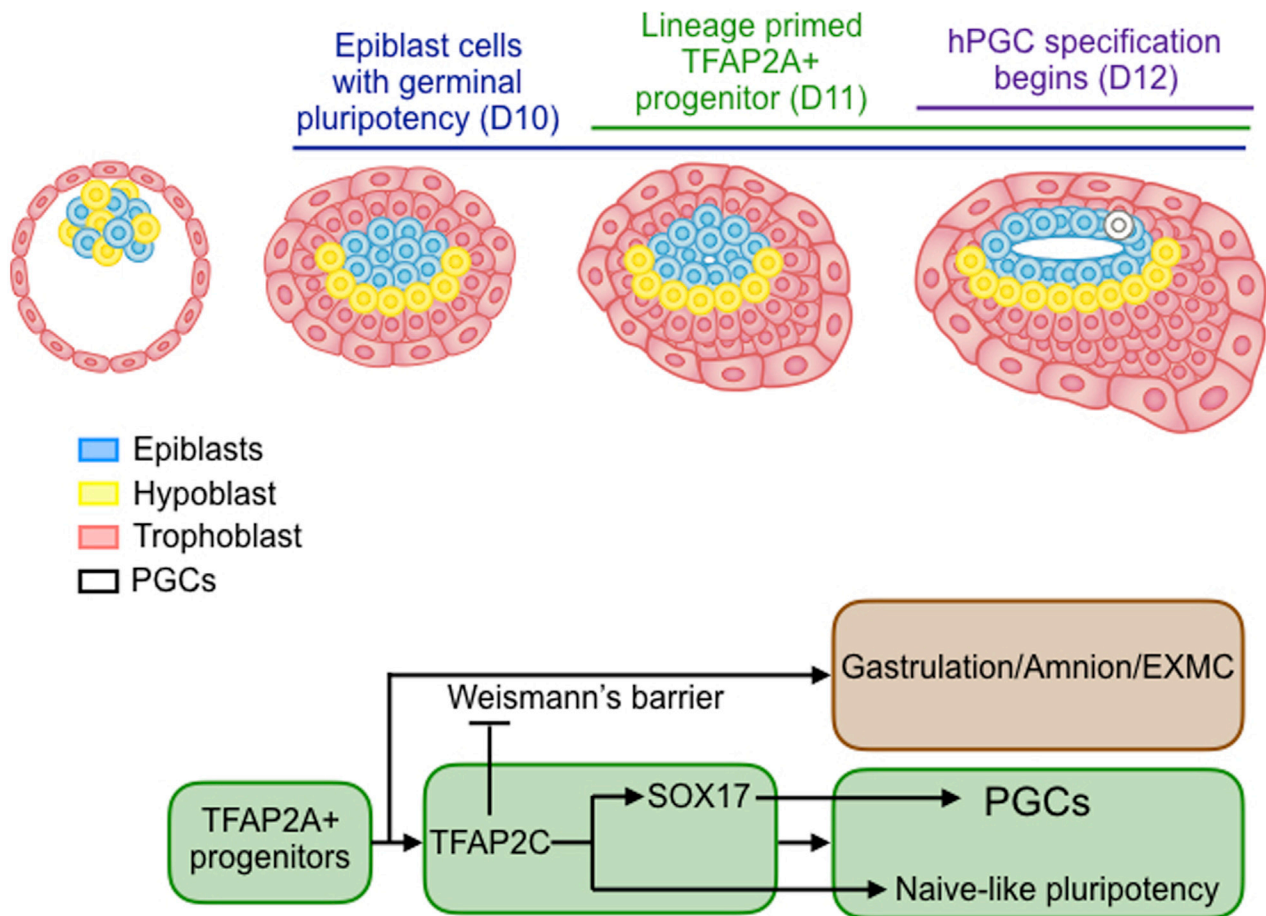 Epiblast cells
with germinal
pluripotency (D10)
Lineage primed
TFAP2A+
progenitor (D11)
hPGC specification
begins (D12)
Epiblasts
Hypoblast
Trophoblast
PGCs
Gastrulation/Amnion/EXMC
Weismann's barrier
TFAP2A+
progenitors
TFAP2C
SOX17
PGCs
Naive-like pluripotency